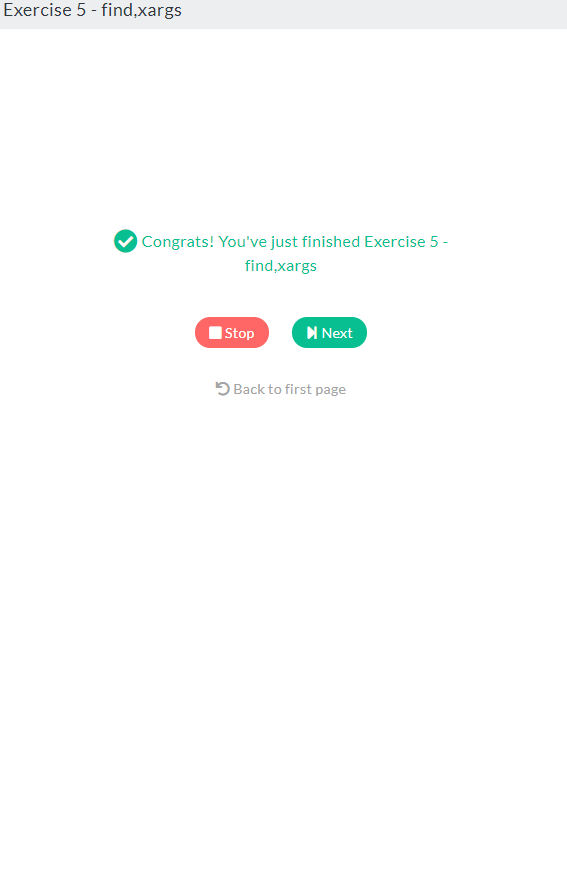 Exercise 5 - find,xargs
Congrats! You've just finished Exercise 5 -
find,xargs
Stop
Next
Back to first page